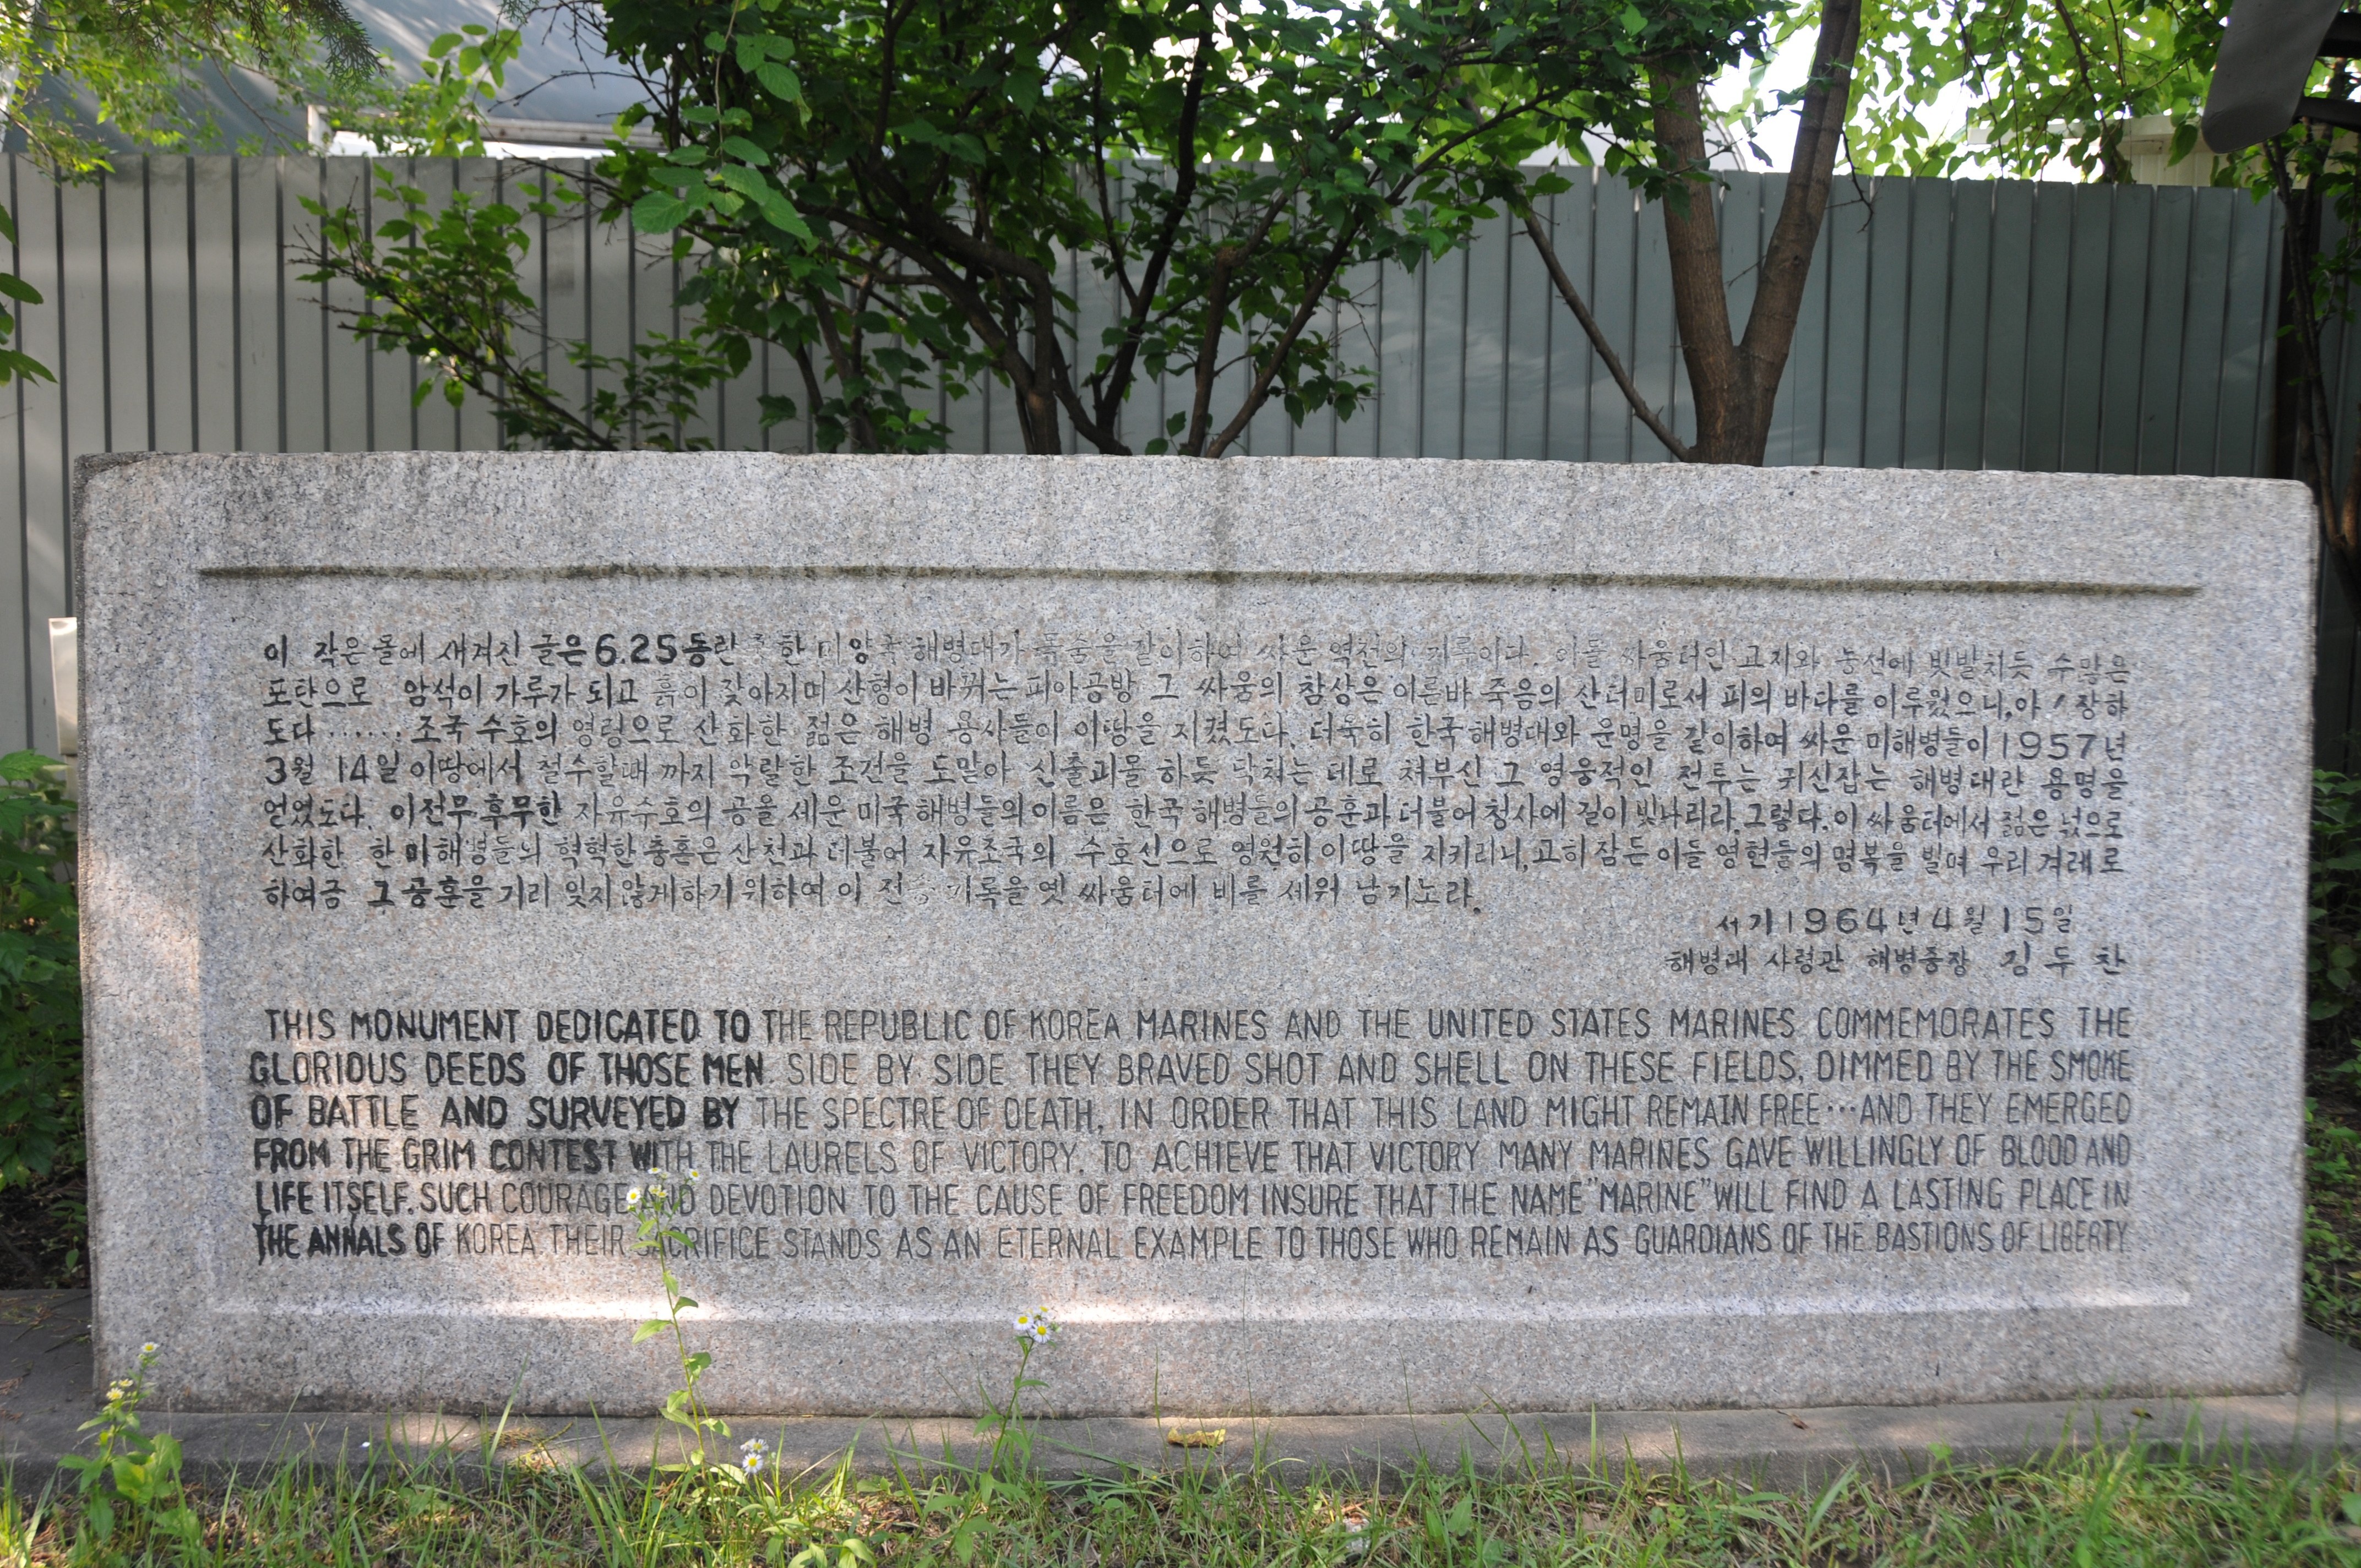 이 작은 돌에 새겨진 글은 6.25동란 중 한 미 양국 해병대가 목숨을 같이하여 싸운 역전의 기록이다. 이들 싸움터인 고지와 능선에 빗발치듯 수많은
포탄으로 암석이 가루가 되고 흙이 잦아지며 산형이 바뀌는 피아공방 그 싸움의 참상은 이른바 죽음의 산더미로서 피의 바다를 이루웠으니,아! 장하
도다 ······. 조국 수호의 영령으로 산화한 젊은 해병 용사들이 이땅을 지켰도다. 더욱히 한국 해병대와 운명을 같이하여 싸운 미해병들이 1957년
3월 14일 이땅에서 철수할때 까지 악랄한 조건을 도말아 신출괴물 하듯 닥처는 데로 처부신 그 영웅적인 전투는 귀신잡는 해병대란 용명을
얻었도다. 이전무후무한 자유수호의 공을 세운 미국 해병들의 이름은 한국 해병들의 공훈과 더불어 청사에 길이 빛나리라.그렇다.이 싸움터에서 젊은 넋으로
산화한 한 미해병들의 혁혁한 충혼은 산천과 더불어 자유조국의 수호신으로 영원히 이땅을 지키리니,고히 잠든 이들 영현들의 명복을 빌며 우리 겨레로
하여금 그 공훈을 기리 잊지않게하기 위하여 이 전 기록을 옛 싸움터에 비를 세워 남기노라.
서기 1964년 4월 15일
해병대 사령관 해병중장 김 두 찬
THIS MONUMENT DEDICATED TO THE REPUBLIC OF KOREA MARINES AND THE UNITED STATES MARINES COMMEMORATES THE
GLORIOUS DEEDS OF THOSE MEN. SIDE BY SIDE THEY BRAVED SHOT AND SHELL ON THESE FIELDS, DIMMED BY THE SMOKE
OF BATTLE AND SURVEYED BY THE SPECTRE OF DEATH, IN ORDER THAT THIS LAND MIGHT REMAIN FREE···AND THEY EMERGED
FROM THE GRIM CONTEST WITH THE LAURELS OF VICTORY. TO ACHIEVE THAT VICTORY MANY MARINES GAVE WILLINGLY OF BLOOD AND
LIFE ITSELF. SUCH COURAGE AND DEVOTION TO THE CAUSE OF FREEDOM INSURE THAT THE NAME "MARINE" WILL FIND A LASTING PLACE IN
THE ANNALS OF KOREA. THEIR SACRIFICE STANDS AS AN ETERNAL EXAMPLE TO THOSE WHO REMAIN AS GUARDIANS OF THE BASTIONS OF LIBERTY.